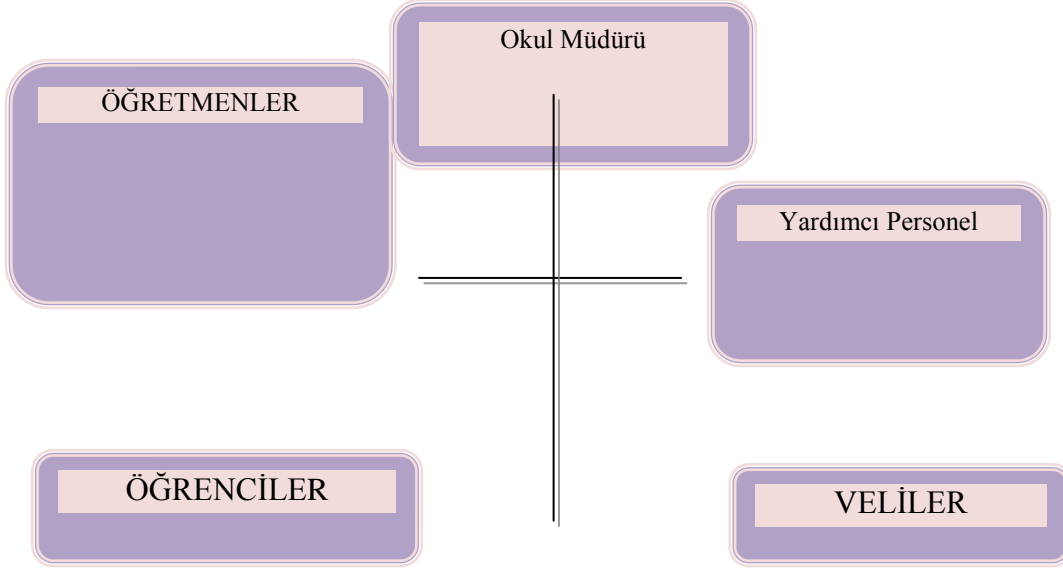 Okul Müdürü
ÖĞRETMENLER
Yardımcı Personel
ÖĞRENCİLER
VELİLER